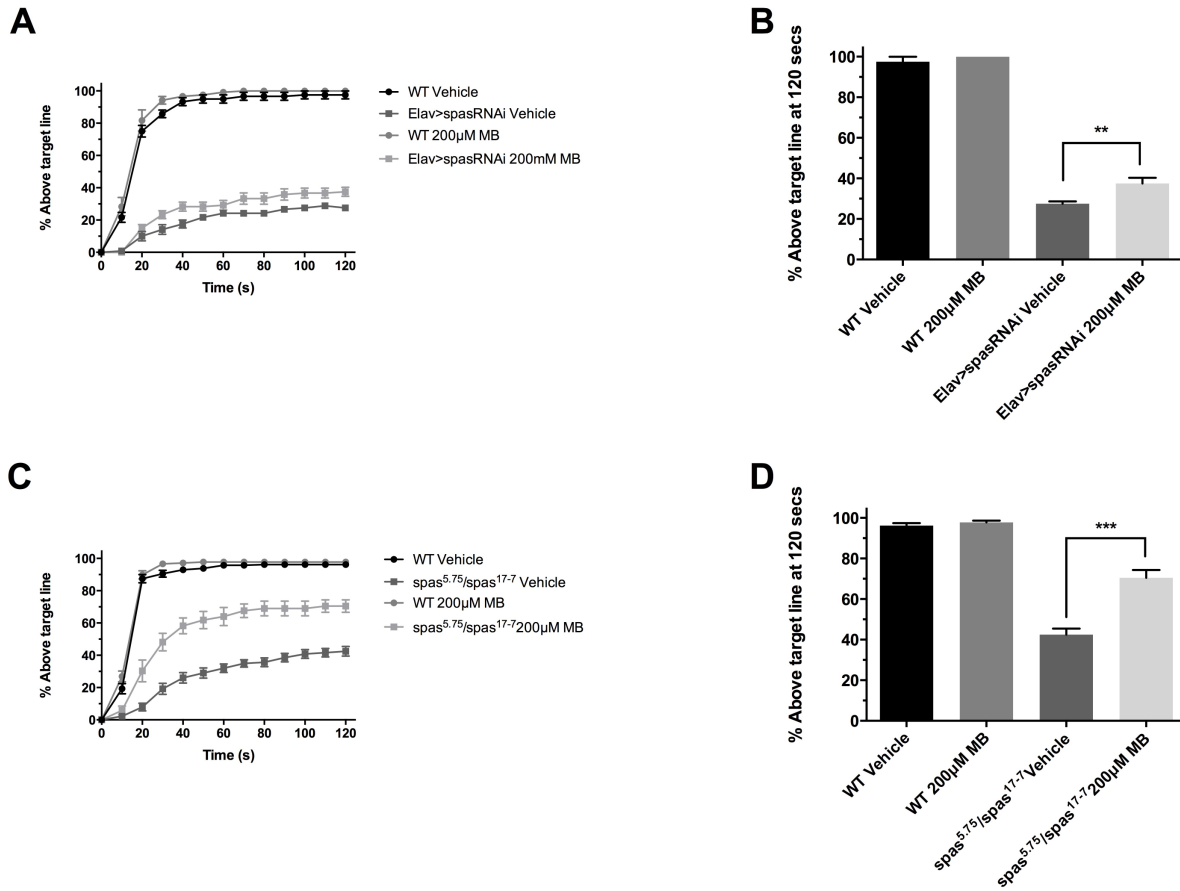 A
% Above target line
100
80
60
40
20
0
0 20 40 60 80 100 120
Time (s)
WT Vehicle
Elav>spasRNAi Vehicle
WT 200µM MB
Elav>spasRNAi 200mM MB
B
% Above target line at 120 secs
100
80
60
40
20
0
**
WT Vehicle
WT 200µM MB
Elav>spasRNAi Vehicle
Elav>spasRNAi 200µM MB
C
% Above target line
100
80
60
40
20
0
0 20 40 60 80 100 120
Time (s)
WT Vehicle
spas5.75/spas17-7 Vehicle
WT 200µM MB
spas5.75/spas17-7200µM MB
D
% Above target line at 120 secs
100
80
60
40
20
0
***
WT Vehicle
WT 200µM MB
spas5.75/spas17-7Vehicle
spas5.75/spas17-7200µM MB